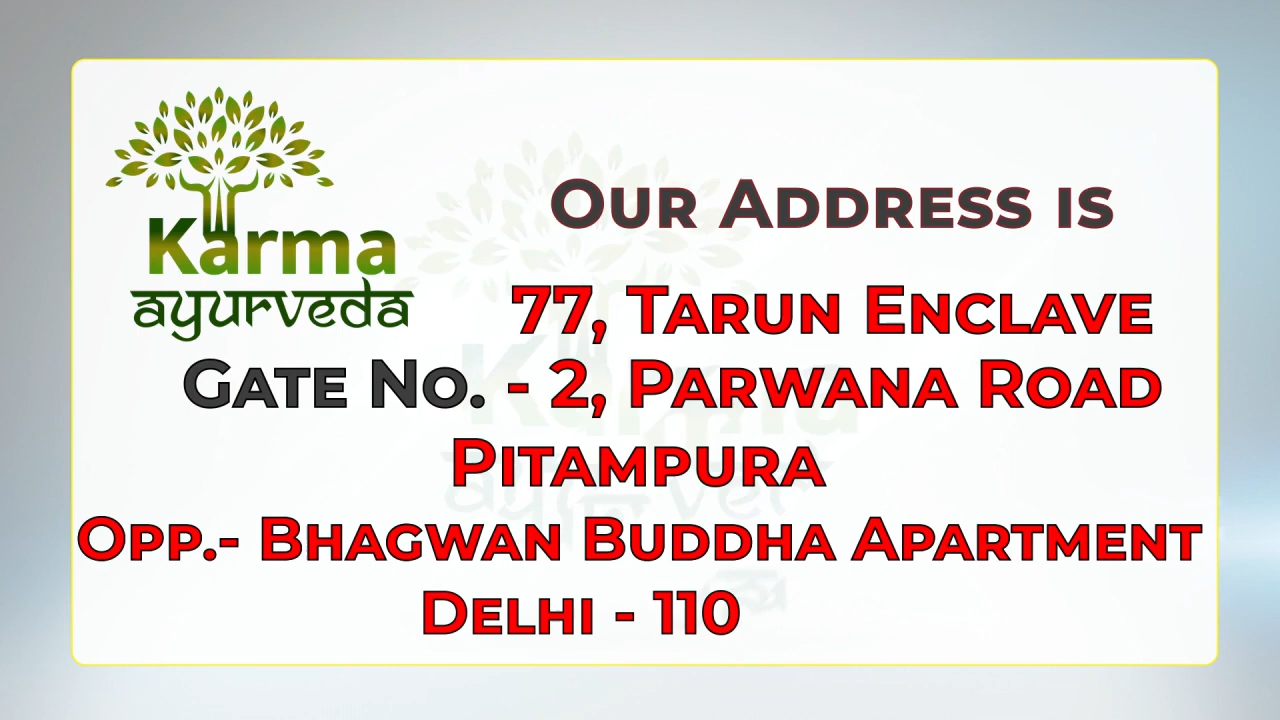 Karma
ayurveda
Our Address is
77, Tarun Enclave
Gate No. - 2, Parwana Road
Pitampura
Opp.- Bhagwan Buddha Apartment
Delhi - 110